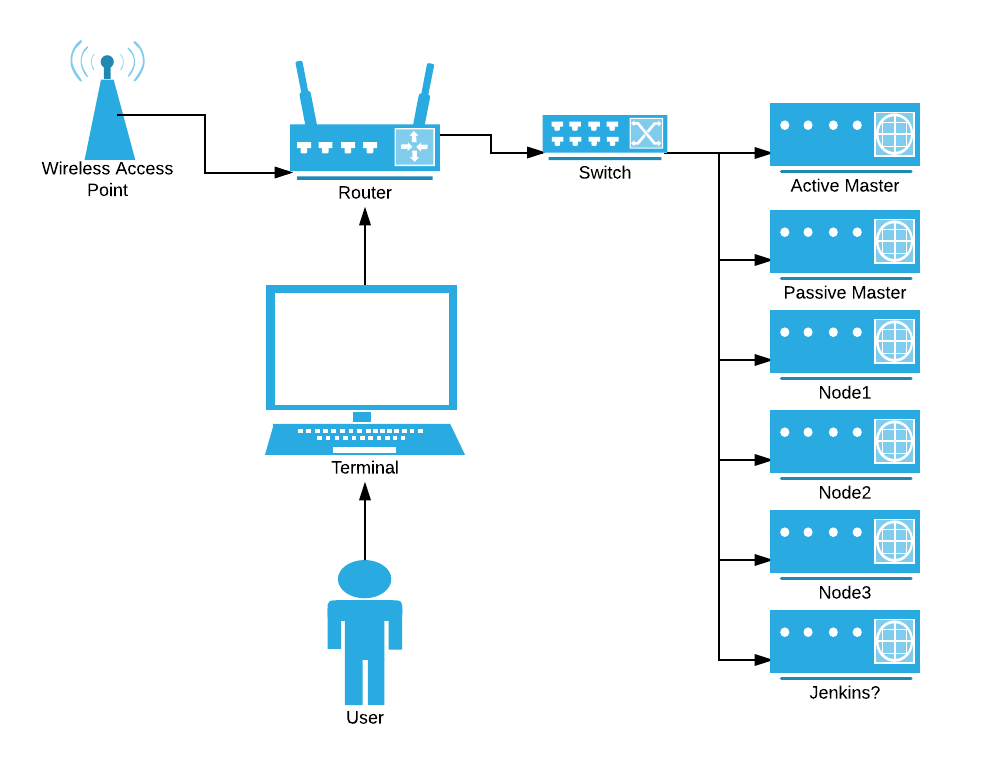 Wireless Access
Point
Router
Switch
Active Master
Passive Master
Node1
Terminal
Node2
Node3
Jenkins?
User